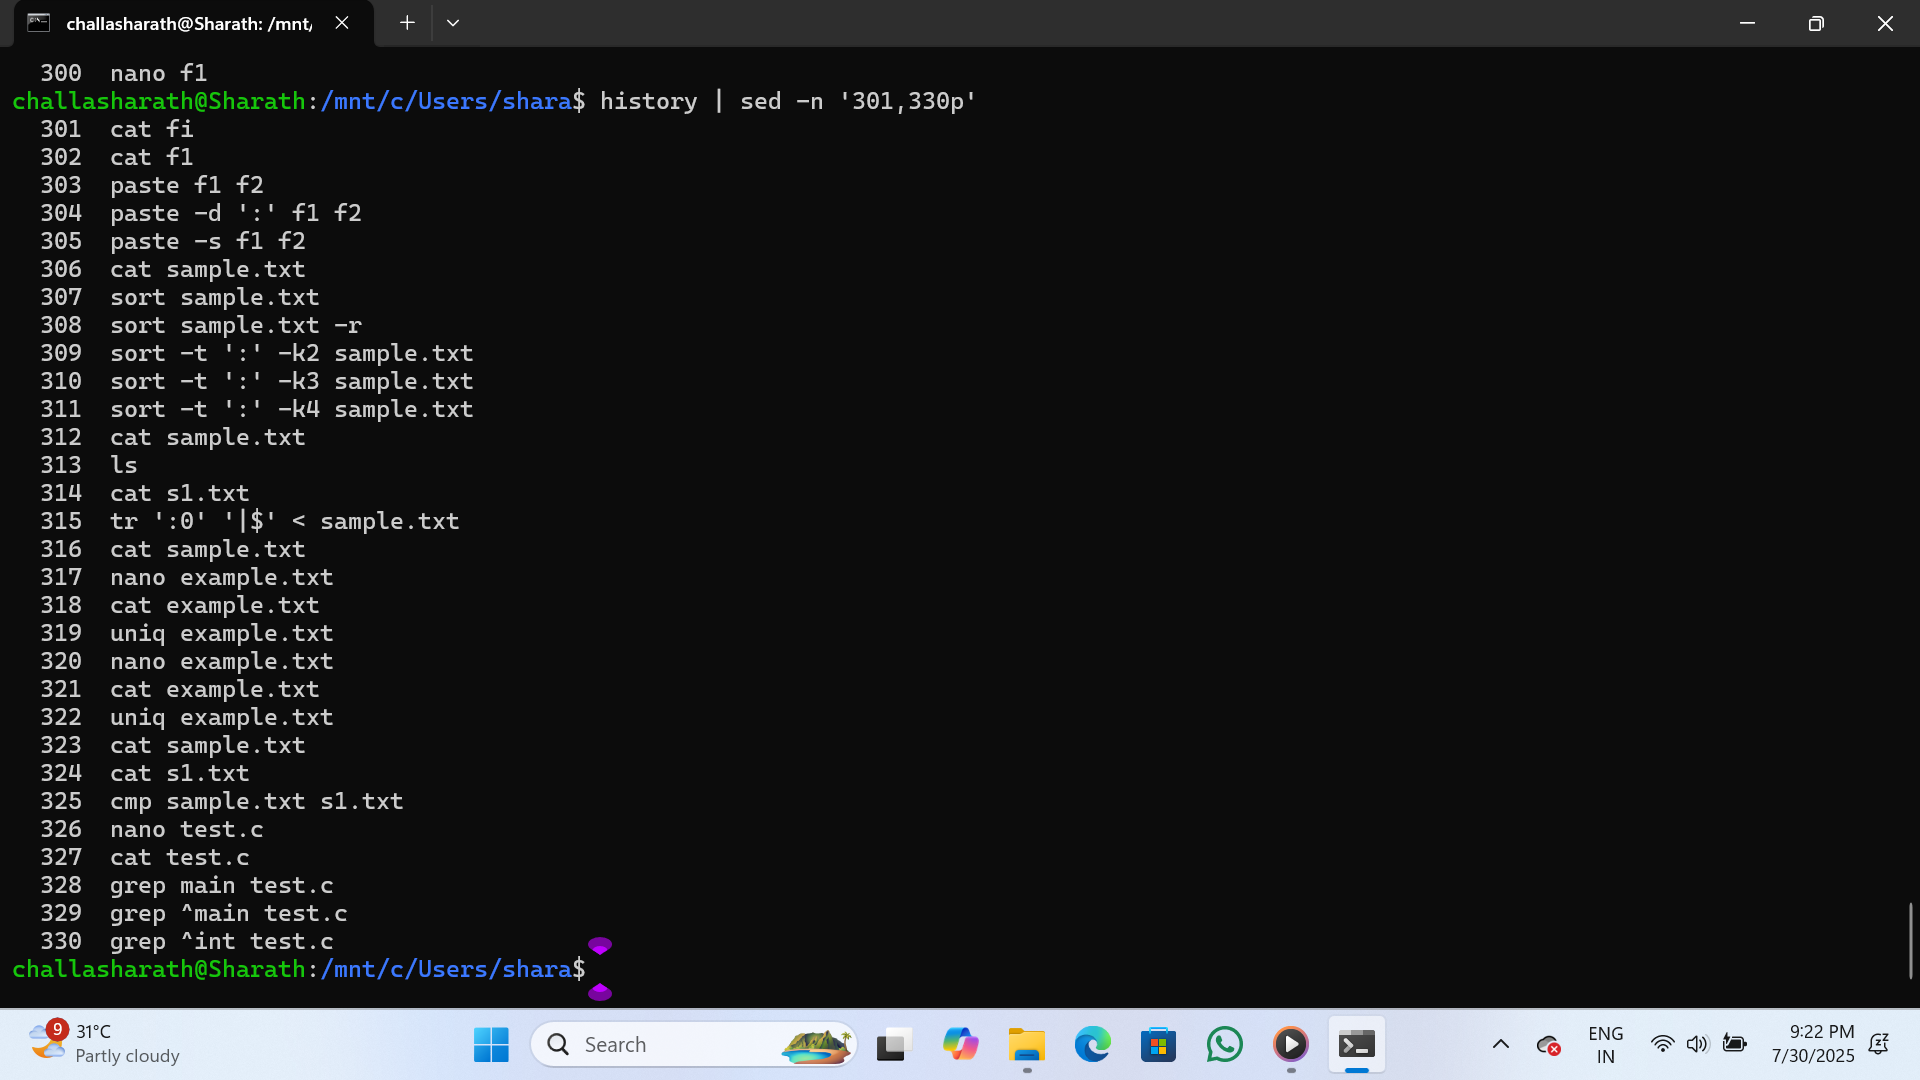 challasharath@Sharath: /mnt/
300  nano f1
challasharath@Sharath:/mnt/c/Users/shara$ history | sed -n '301,330p'
301  cat fi
302  cat f1
303  paste f1 f2
304  paste -d ':' f1 f2
305  paste -s f1 f2
306  cat sample.txt
307  sort sample.txt
308  sort sample.txt -r
309  sort -t ':' -k2 sample.txt
310  sort -t ':' -k3 sample.txt
311  sort -t ':' -k4 sample.txt
312  cat sample.txt
313  ls
314  cat s1.txt
315  tr ':0' '|$' < sample.txt
316  cat sample.txt
317  nano example.txt
318  cat example.txt
319  uniq example.txt
320  nano example.txt
321  cat example.txt
322  uniq example.txt
323  cat sample.txt
324  cat s1.txt
325  cmp sample.txt s1.txt
326  nano test.c
327  cat test.c
328  grep main test.c
329  grep ^main test.c
330  grep ^int test.c
challasharath@Sharath:/mnt/c/Users/shara$
9
31°C
Partly cloudy
Search
ENG
IN
9:22 PM
7/30/2025